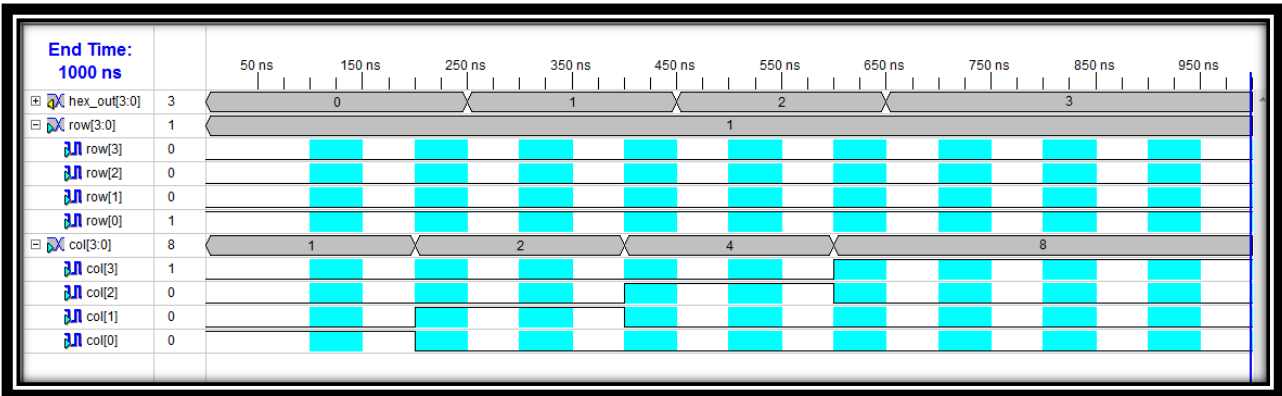 End Time:
1000 ns
50 ns 150 ns 250 ns 350 ns 450 ns 550 ns 650 ns 750 ns 850 ns 950 ns
hex_out[3:0] 3 0 1 2 3
row[3:0] 1 1
row[3] 0
row[2] 0
row[1] 0
row[0] 1
col[3:0] 8 1 2 4 8
col[3] 1
col[2] 0
col[1] 0
col[0] 0